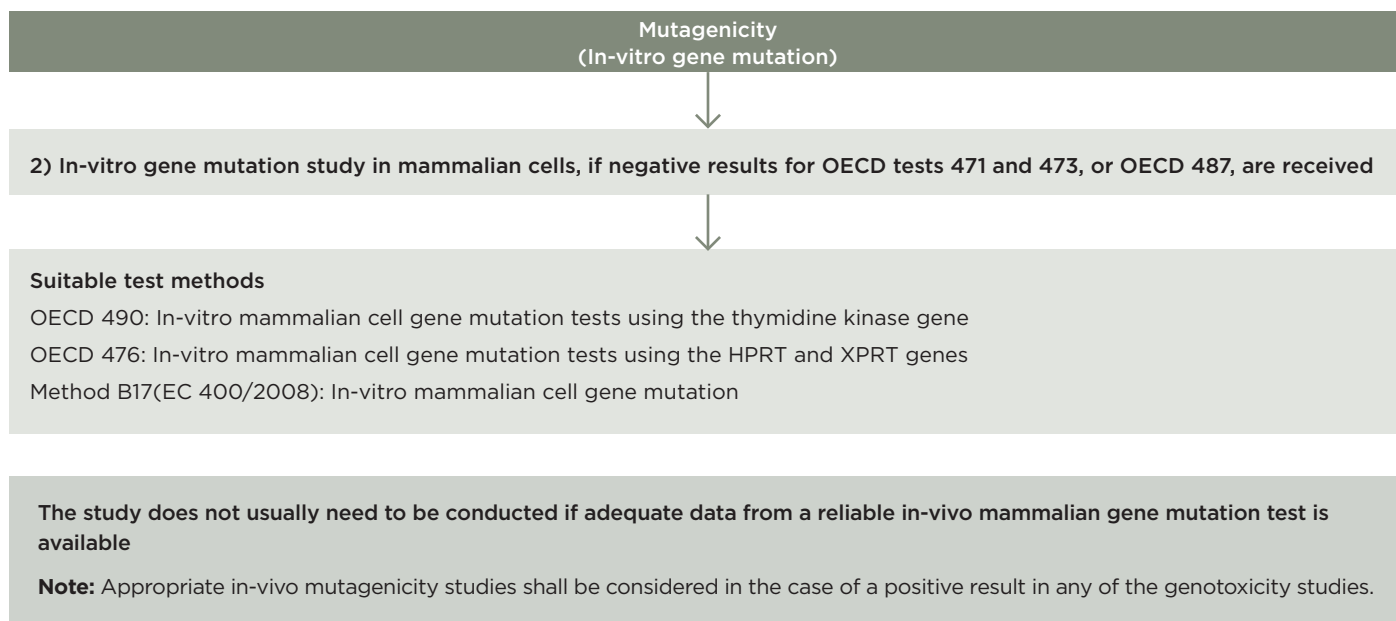 Mutagenicity
(In-vitro gene mutation)
2) In-vitro gene mutation study in mammalian cells, if negative results for OECD tests 471 and 473, or OECD 487, are received
Suitable test methods
OECD 490: In-vitro mammalian cell gene mutation tests using the thymidine kinase gene
OECD 476: In-vitro mammalian cell gene mutation tests using the HPRT and XPRT genes
Method B17(EC 400/2008): In-vitro mammalian cell gene mutation
The study does not usually need to be conducted if adequate data from a reliable in-vivo mammalian gene mutation test is
available
Note: Appropriate in-vivo mutagenicity studies shall be considered in the case of a positive result in any of the genotoxicity studies.